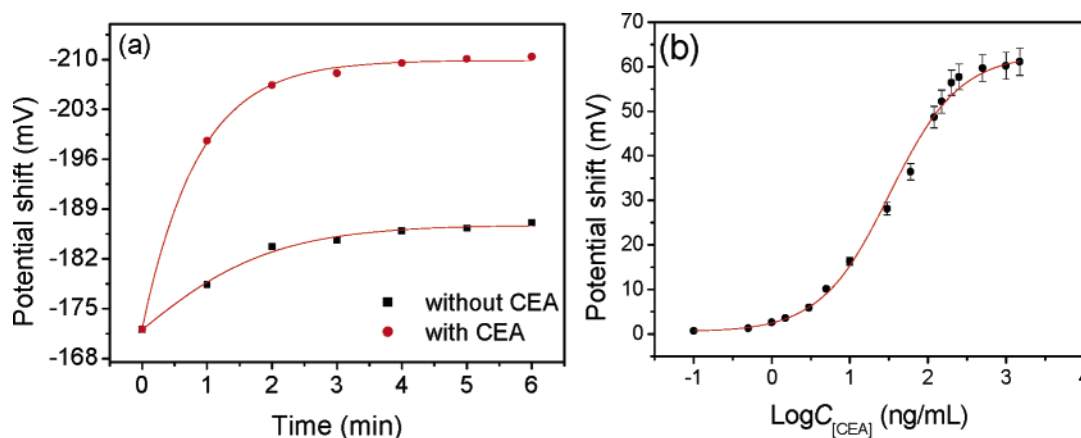 (a)
Potential shift (mV)
-210
-203
-196
-189
-182
-175
-168
without CEA
with CEA
0 1 2 3 4 5 6
Time (min)
(b)
Potential shift (mV)
70
60
50
40
30
20
10
0
-1 0 1 2 3 4
LogC[CEA] (ng/mL)